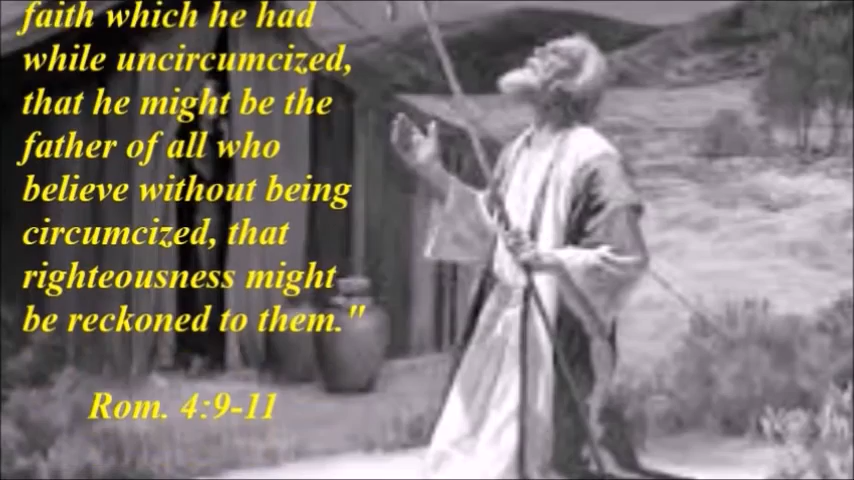 faith which he had
while uncircumcized,
that he might be the
father of all who
believe without being
circumcized, that
righteousness might
be reckoned to them."
Rom. 4:9-11